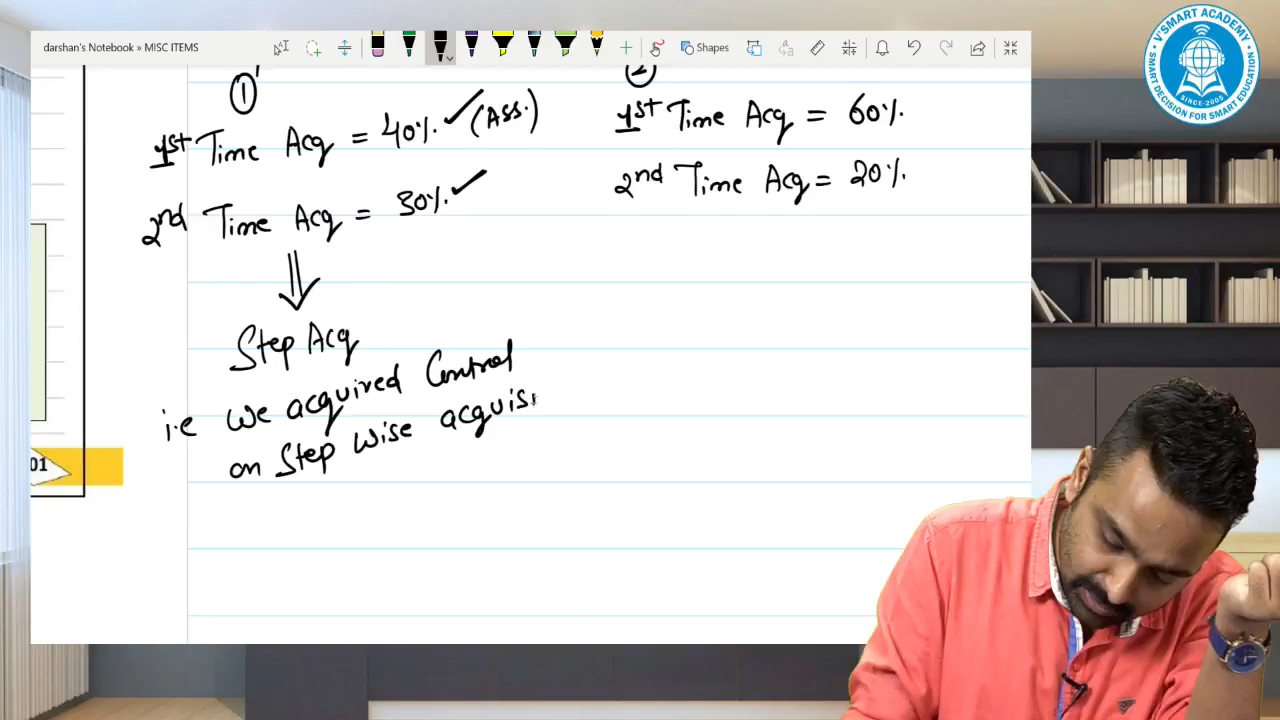 darshan's Notebook » MISC ITEMS
Shapes
V'SMART ACADEMY
SINCE-2005
SMART DECISION FOR SMART EDUCATION
1
1st Time Acq = 40%. (Ass.)
2nd Time Acq = 30%.
Step Acq
i.e We acquired Control
on Step Wise acquis
2
1st Time Acq = 60%.
2nd Time Acq = 20%.
01